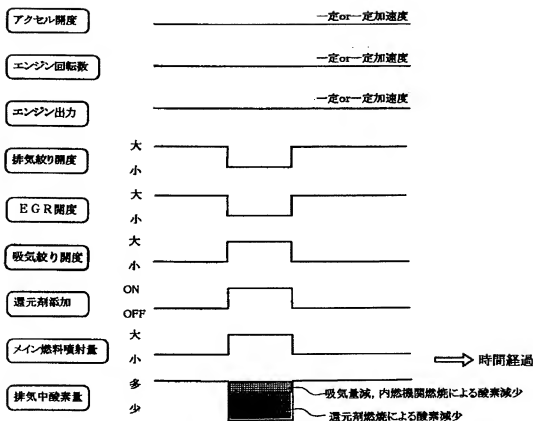 アクセル開度
一定or一定加速度
エンジン回転数
一定or一定加速度
エンジン出力
一定or一定加速度
排気絞り開度
大
小
EGR開度
大
小
吸気絞り開度
大
小
還元剤添加
ON
OFF
メイン燃料噴射量
大
小
時間経過
排気中酸素量
多
少
吸気量減，内燃機関燃焼による酸素減少
還元剤燃焼による酸素減少